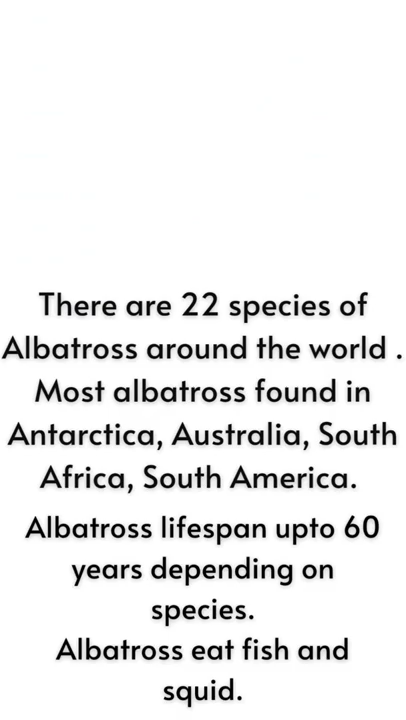 There are 22 species of
Albatross around the world .
Most albatross found in
Antarctica, Australia, South
Africa, South America.
Albatross lifespan upto 60
years depending on
species.
Albatross eat fish and
squid.